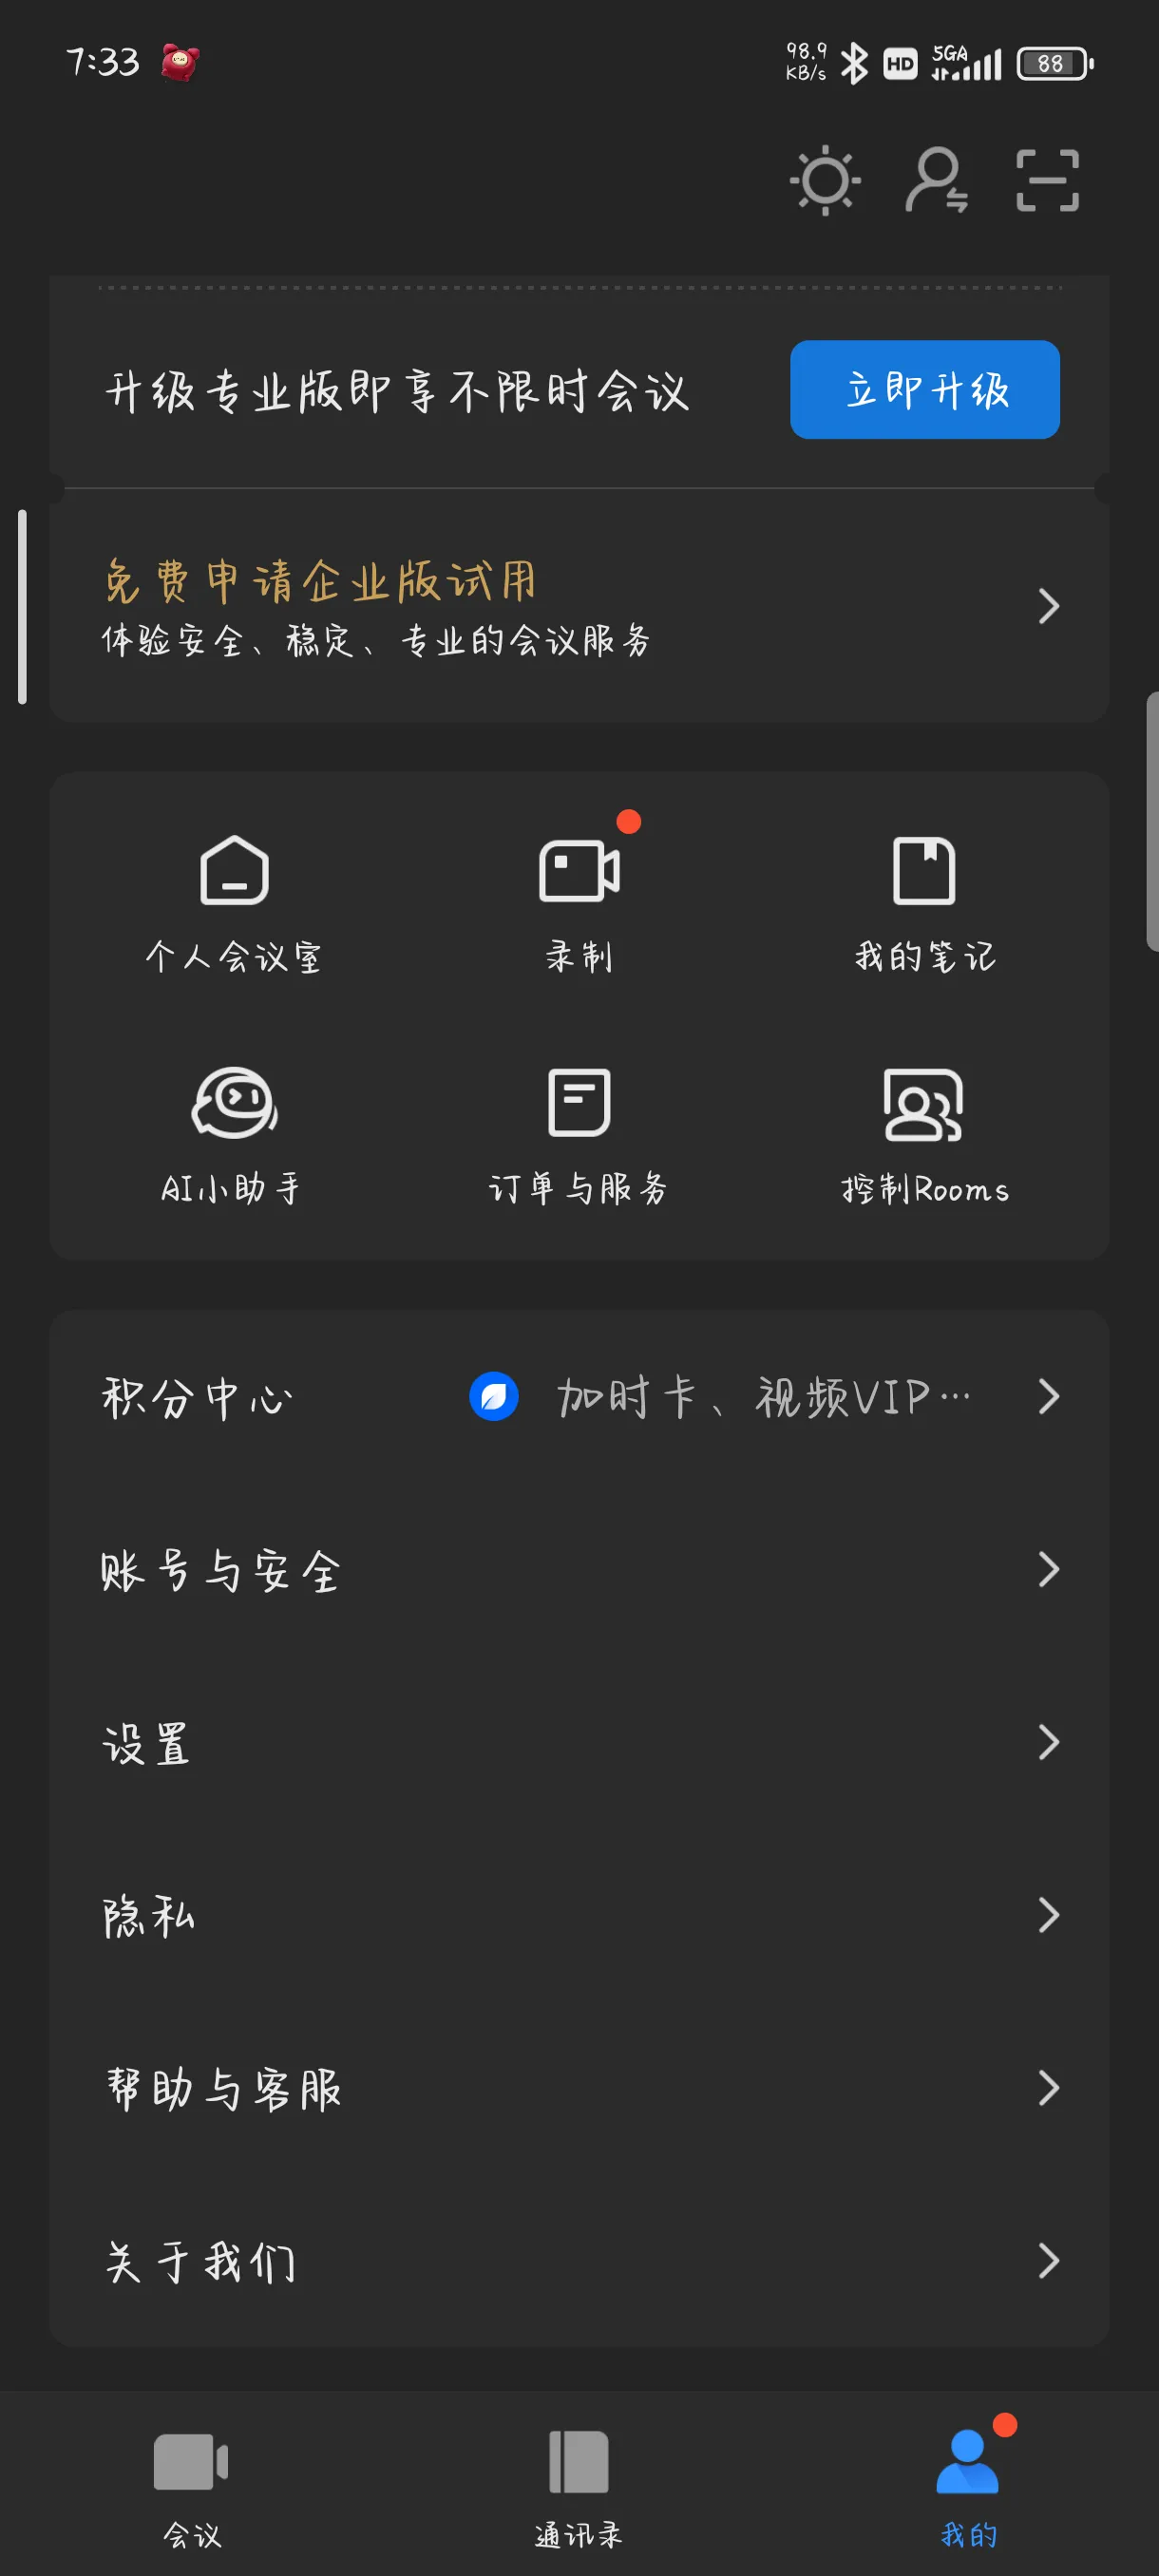 7:33
98.9
KB/s
HD
5GA
88
升级专业版即享不限时会议
立即升级
免费申请企业版试用
体验安全、稳定、专业的会议服务
个人会议室
录制
我的笔记
AI小助手
订单与服务
控制Rooms
积分中心
加时卡、视频VIP…
账号与安全
设置
隐私
帮助与客服
关于我们
会议
通讯录
我的